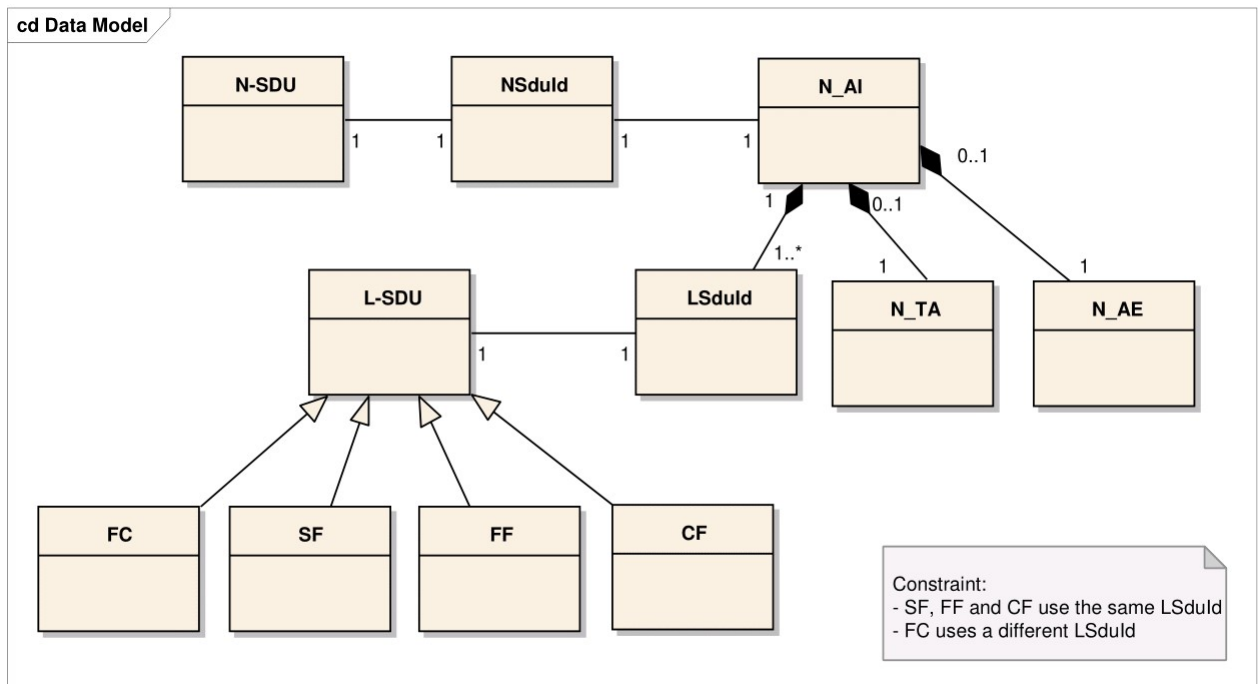 cd Data Model
N-SDU
NSduId
N_AI
1
1
1
1
0..1
1
0..1
1..*
1
1
L-SDU
LSduId
N_TA
N_AE
1
1
FC
SF
FF
CF
Constraint:
- SF, FF and CF use the same LSduId
- FC uses a different LSduId